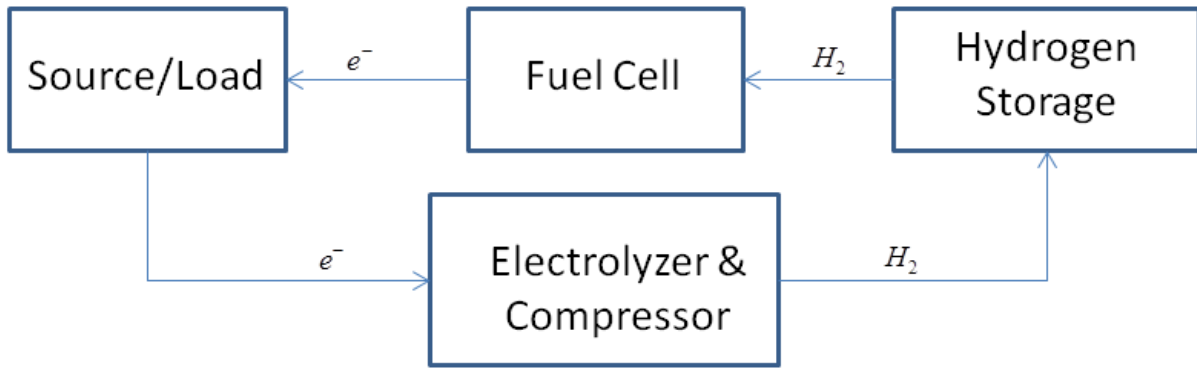 Source/Load
e⁻
Fuel Cell
H₂
Hydrogen
Storage
e⁻
Electrolyzer &
Compressor
H₂